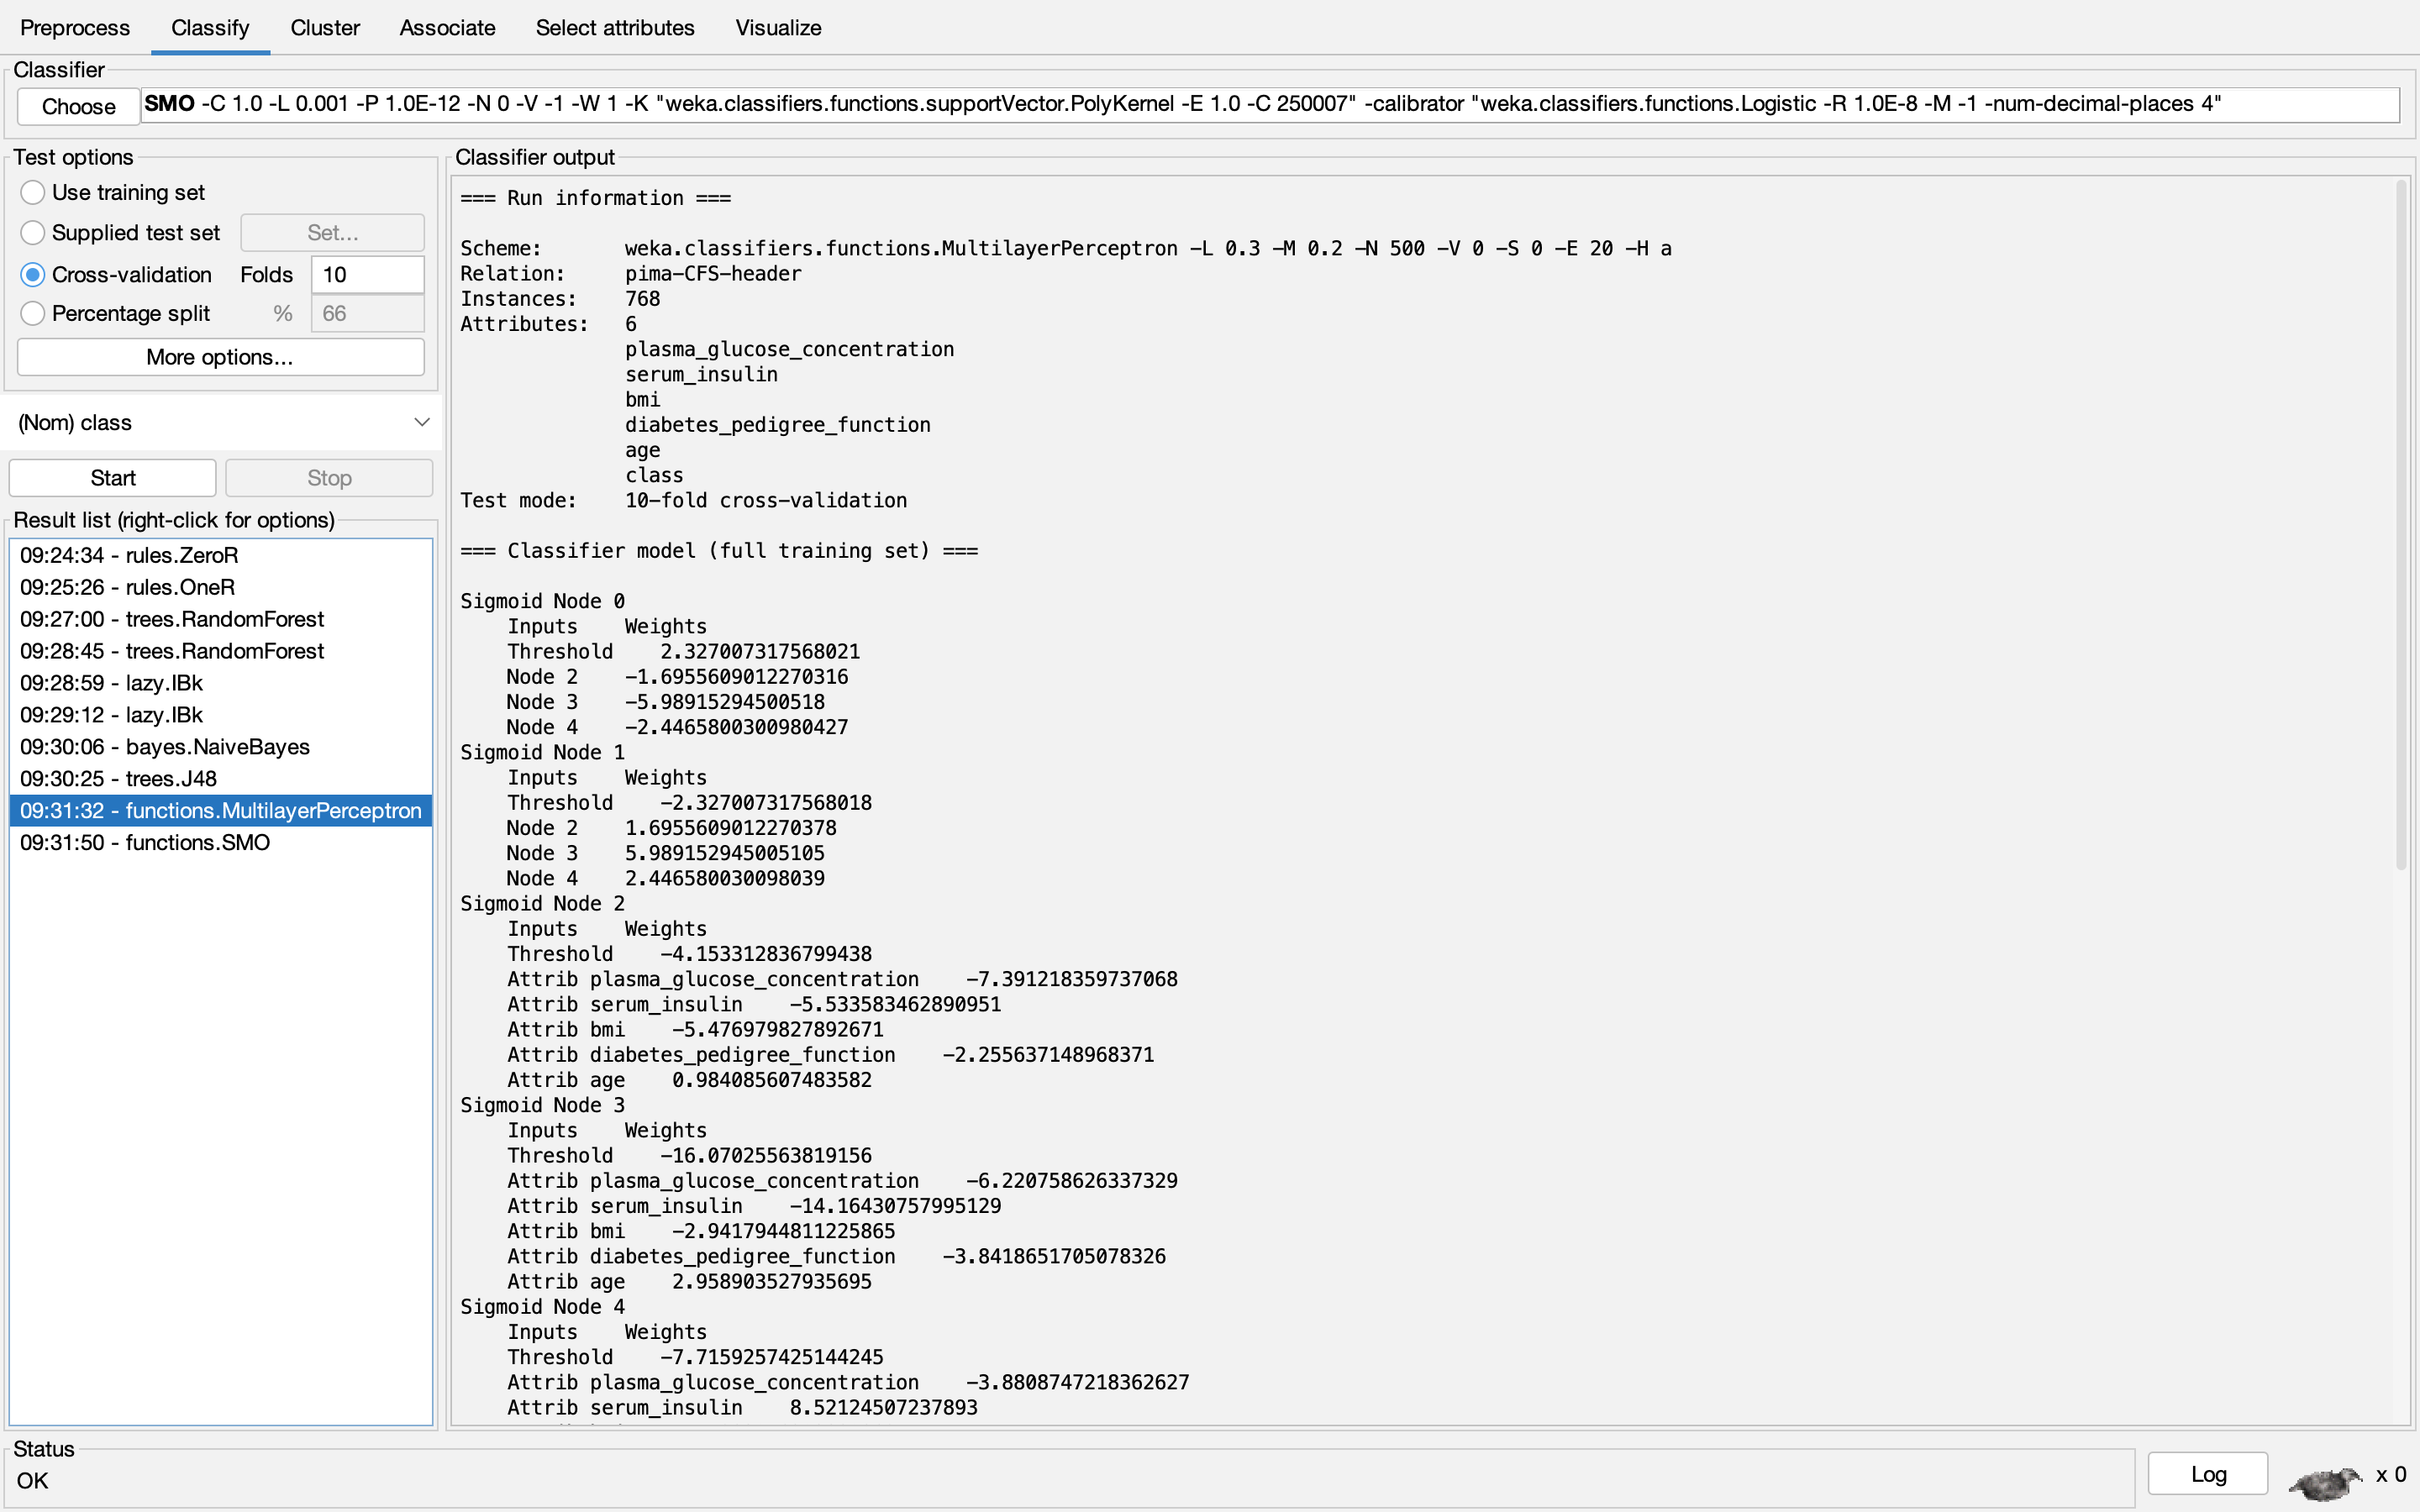 Preprocess Classify Cluster Associate Select attributes Visualize
Classifier
Choose SMO -C 1.0 -L 0.001 -P 1.0E-12 -N 0 -V -1 -W 1 -K "weka.classifiers.functions.supportVector.PolyKernel -E 1.0 -C 250007" -calibrator "weka.classifiers.functions.Logistic -R 1.0E-8 -M -1 -num-decimal-places 4"
Test options
Use training set
Supplied test set Set...
Cross-validation Folds 10
Percentage split % 66
More options...
(Nom) class
Start Stop
Result list (right-click for options)
09:24:34 - rules.ZeroR
09:25:26 - rules.OneR
09:27:00 - trees.RandomForest
09:28:45 - trees.RandomForest
09:28:59 - lazy.IBk
09:29:12 - lazy.IBk
09:30:06 - bayes.NaiveBayes
09:30:25 - trees.J48
09:31:32 - functions.MultilayerPerceptron
09:31:50 - functions.SMO
Classifier output
=== Run information ===
Scheme: weka.classifiers.functions.MultilayerPerceptron -L 0.3 -M 0.2 -N 500 -V 0 -S 0 -E 20 -H a
Relation: pima-CFS-header
Instances: 768
Attributes: 6
plasma_glucose_concentration
serum_insulin
bmi
diabetes_pedigree_function
age
class
Test mode: 10-fold cross-validation
=== Classifier model (full training set) ===
Sigmoid Node 0
Inputs Weights
Threshold 2.327007317568021
Node 2 -1.6955609012270316
Node 3 -5.98915294500518
Node 4 -2.4465800300980427
Sigmoid Node 1
Inputs Weights
Threshold -2.327007317568018
Node 2 1.6955609012270378
Node 3 5.989152945005105
Node 4 2.446580030098039
Sigmoid Node 2
Inputs Weights
Threshold -4.153312836799438
Attrib plasma_glucose_concentration -7.391218359737068
Attrib serum_insulin -5.533583462890951
Attrib bmi -5.476979827892671
Attrib diabetes_pedigree_function -2.255637148968371
Attrib age 0.984085607483582
Sigmoid Node 3
Inputs Weights
Threshold -16.07025563819156
Attrib plasma_glucose_concentration -6.220758626337329
Attrib serum_insulin -14.16430757995129
Attrib bmi -2.9417944811225865
Attrib diabetes_pedigree_function -3.8418651705078326
Attrib age 2.958903527935695
Sigmoid Node 4
Inputs Weights
Threshold -7.7159257425144245
Attrib plasma_glucose_concentration -3.8808747218362627
Attrib serum_insulin 8.52124507237893
Status
OK
Log x 0